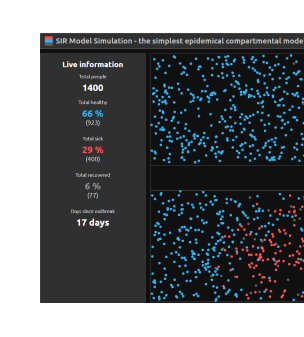 SIR Model Simulation - the simplest epidemical compartmental mode
Live information
Total people
1400
Total healthy
66 %
(923)
Total sick
29 %
(400)
Total recovered
6 %
(77)
Days since outbreak
17 days